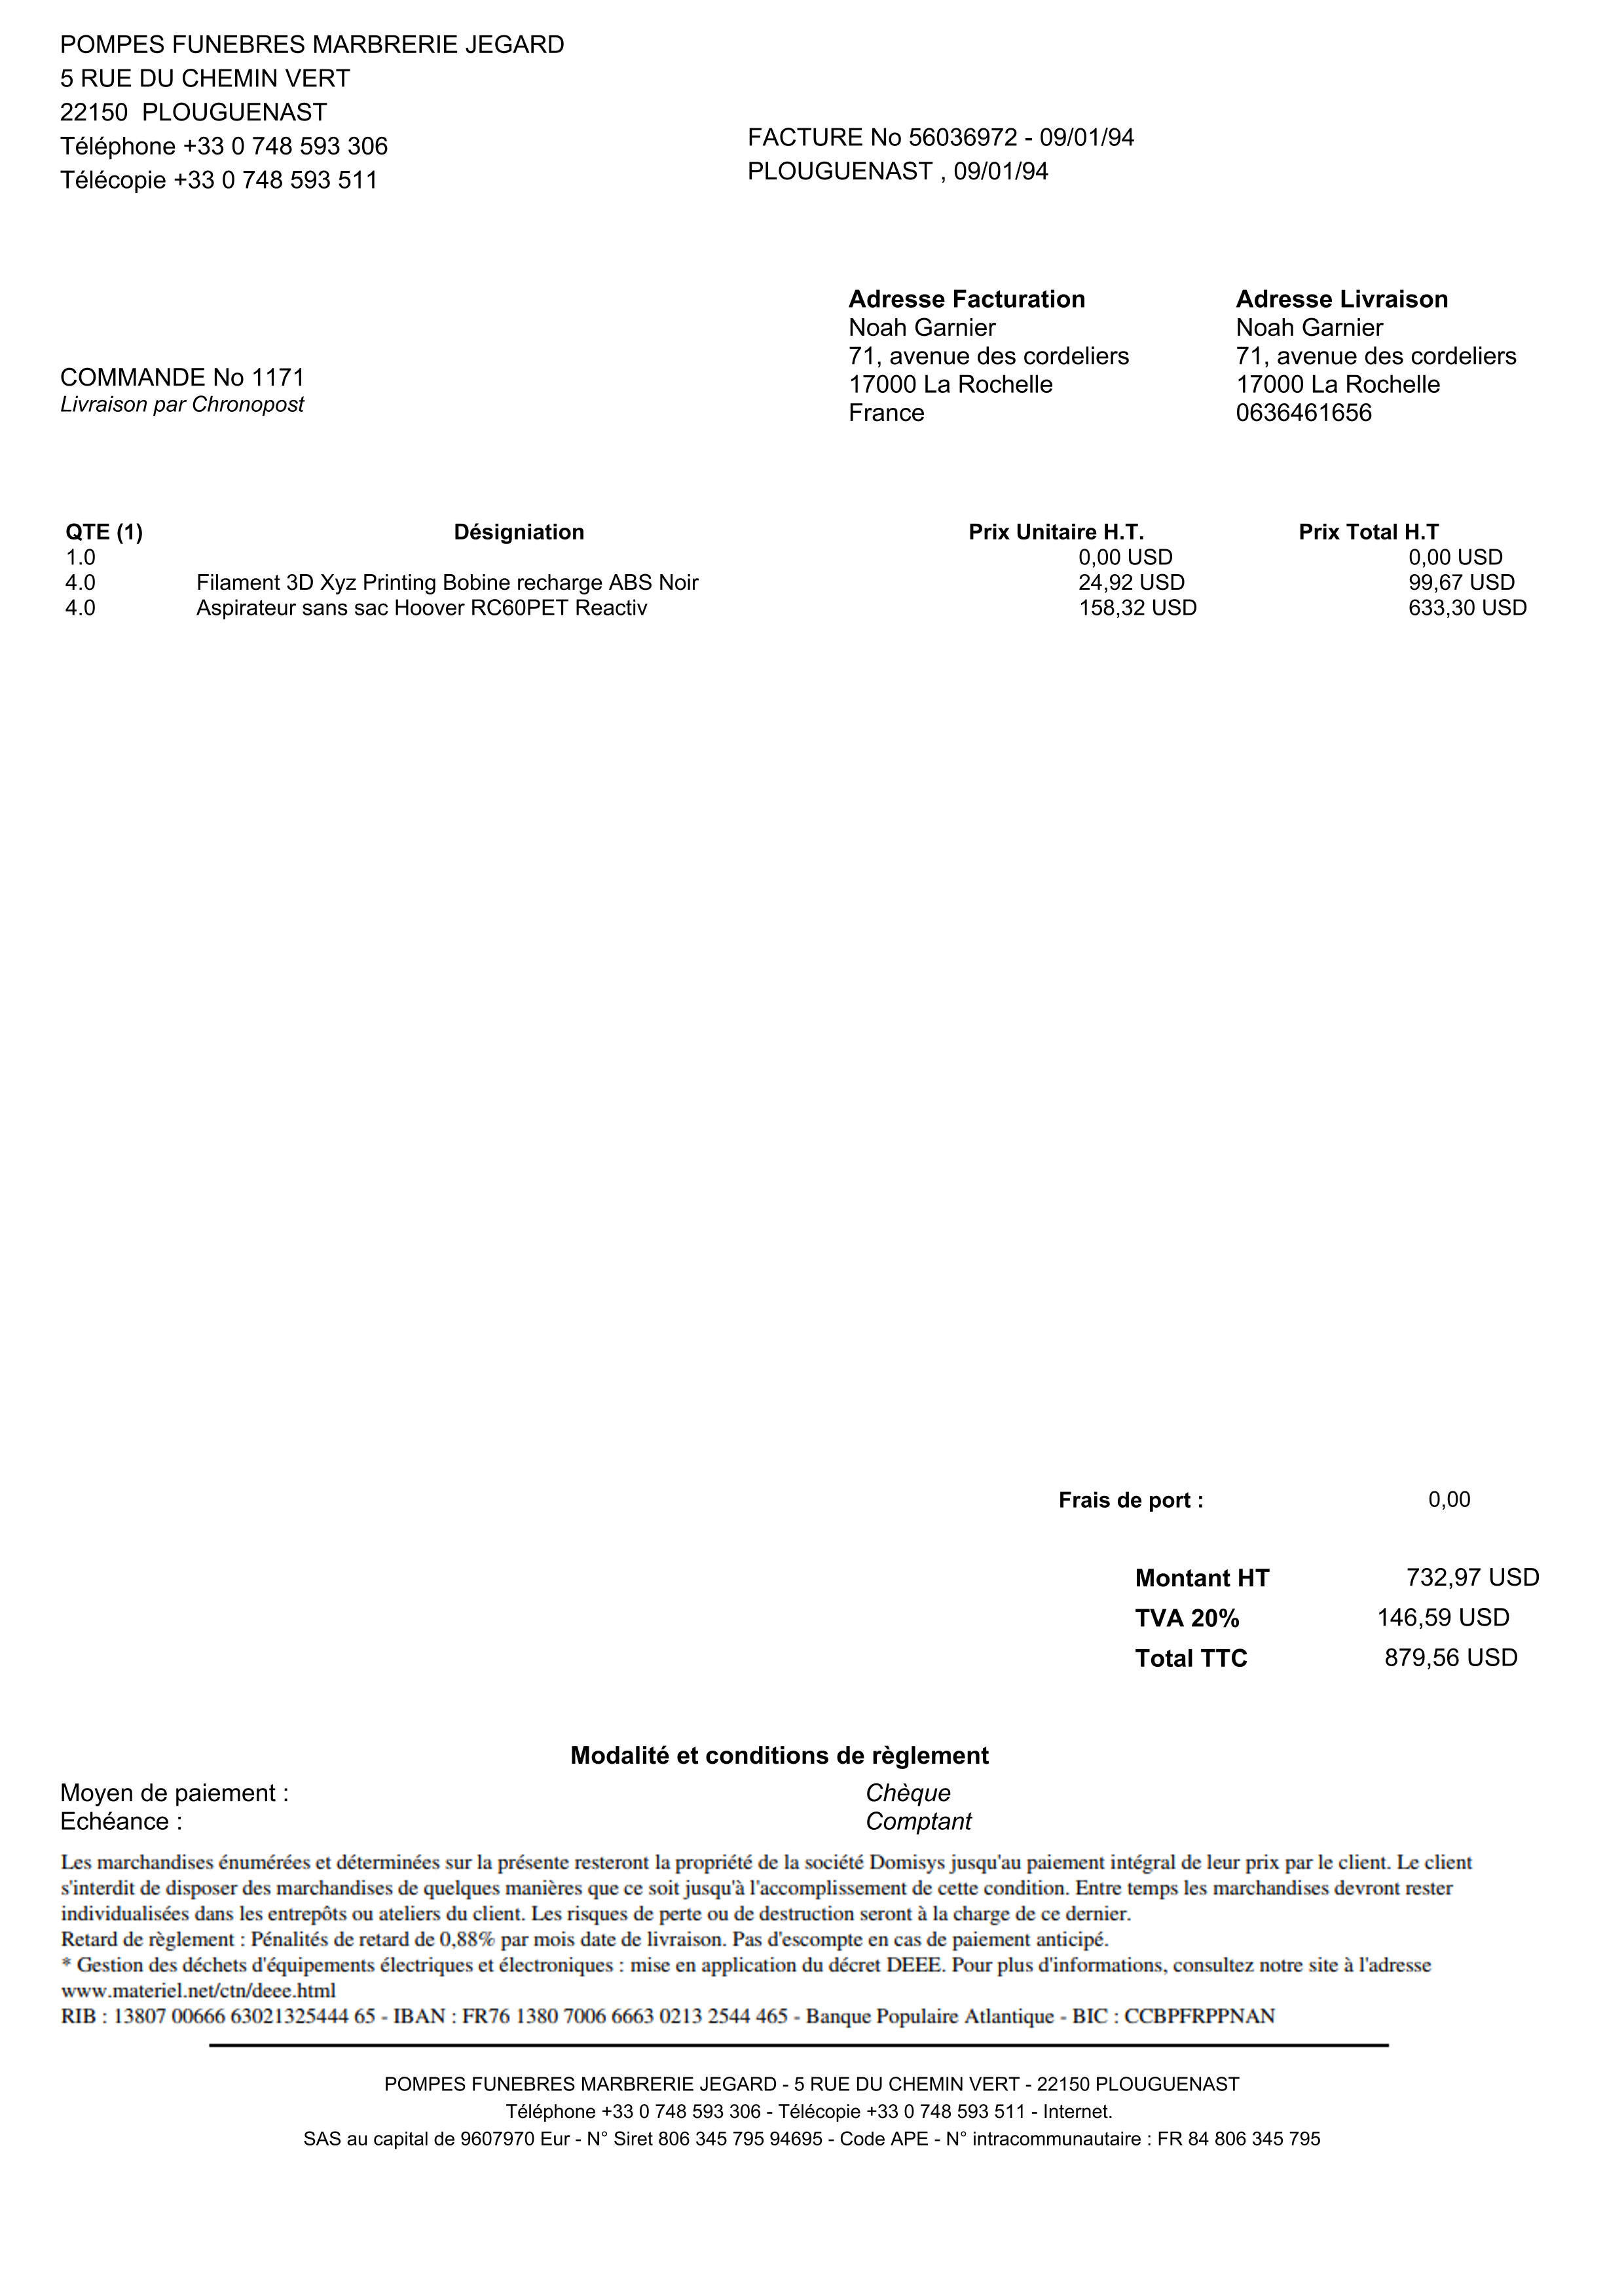 POMPES FUNEBRES MARBRERIE JEGARD
5 RUE DU CHEMIN VERT
22150  PLOUGUENAST
Téléphone +33 0 748 593 306
Télécopie +33 0 748 593 511
FACTURE No 56036972 - 09/01/94
PLOUGUENAST , 09/01/94
Adresse Facturation
Noah Garnier
71, avenue des cordeliers
17000 La Rochelle
France
Adresse Livraison
Noah Garnier
71, avenue des cordeliers
17000 La Rochelle
0636461656
COMMANDE No 1171
Livraison par Chronopost
QTE (1) Désigniation Prix Unitaire H.T. Prix Total H.T
1.0 0,00 USD 0,00 USD
4.0 Filament 3D Xyz Printing Bobine recharge ABS Noir 24,92 USD 99,67 USD
4.0 Aspirateur sans sac Hoover RC60PET Reactiv 158,32 USD 633,30 USD
Frais de port : 0,00
Montant HT 732,97 USD
TVA 20% 146,59 USD
Total TTC 879,56 USD
Modalité et conditions de règlement
Moyen de paiement : Chèque
Echéance : Comptant
Les marchandises énumérées et déterminées sur la présente resteront la propriété de la société Domisys jusqu'au paiement intégral de leur prix par le client. Le client
s'interdit de disposer des marchandises de quelques manières que ce soit jusqu'à l'accomplissement de cette condition. Entre temps les marchandises devront rester
individualisées dans les entrepôts ou ateliers du client. Les risques de perte ou de destruction seront à la charge de ce dernier.
Retard de règlement : Pénalités de retard de 0,88% par mois date de livraison. Pas d'escompte en cas de paiement anticipé.
* Gestion des déchets d'équipements électriques et électroniques : mise en application du décret DEEE. Pour plus d'informations, consultez notre site à l'adresse
www.materiel.net/ctn/deee.html
RIB : 13807 00666 63021325444 65 - IBAN : FR76 1380 7006 6663 0213 2544 465 - Banque Populaire Atlantique - BIC : CCBPFRPPNAN
POMPES FUNEBRES MARBRERIE JEGARD - 5 RUE DU CHEMIN VERT - 22150 PLOUGUENAST
Téléphone +33 0 748 593 306 - Télécopie +33 0 748 593 511 - Internet.
SAS au capital de 9607970 Eur - N° Siret 806 345 795 94695 - Code APE - N° intracommunautaire : FR 84 806 345 795